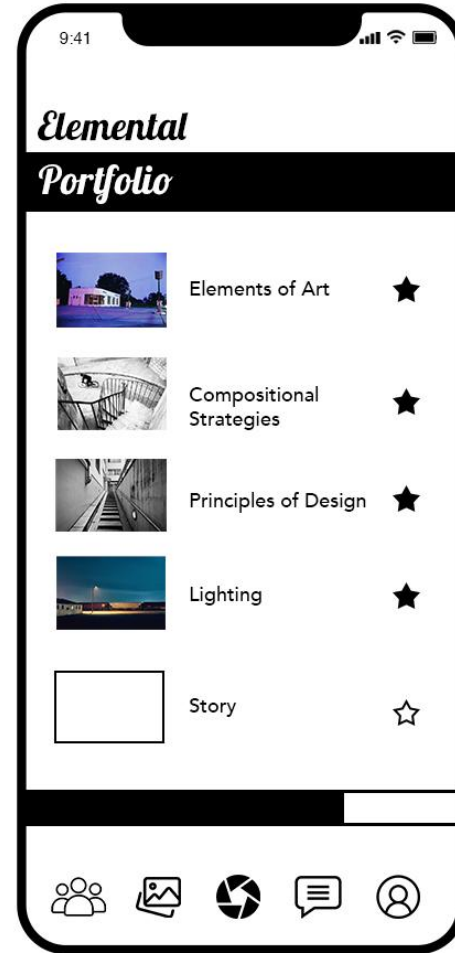 9:41
Elemental
Portfolio
Elements of Art
Compositional
Strategies
Principles of Design
Lighting
Story